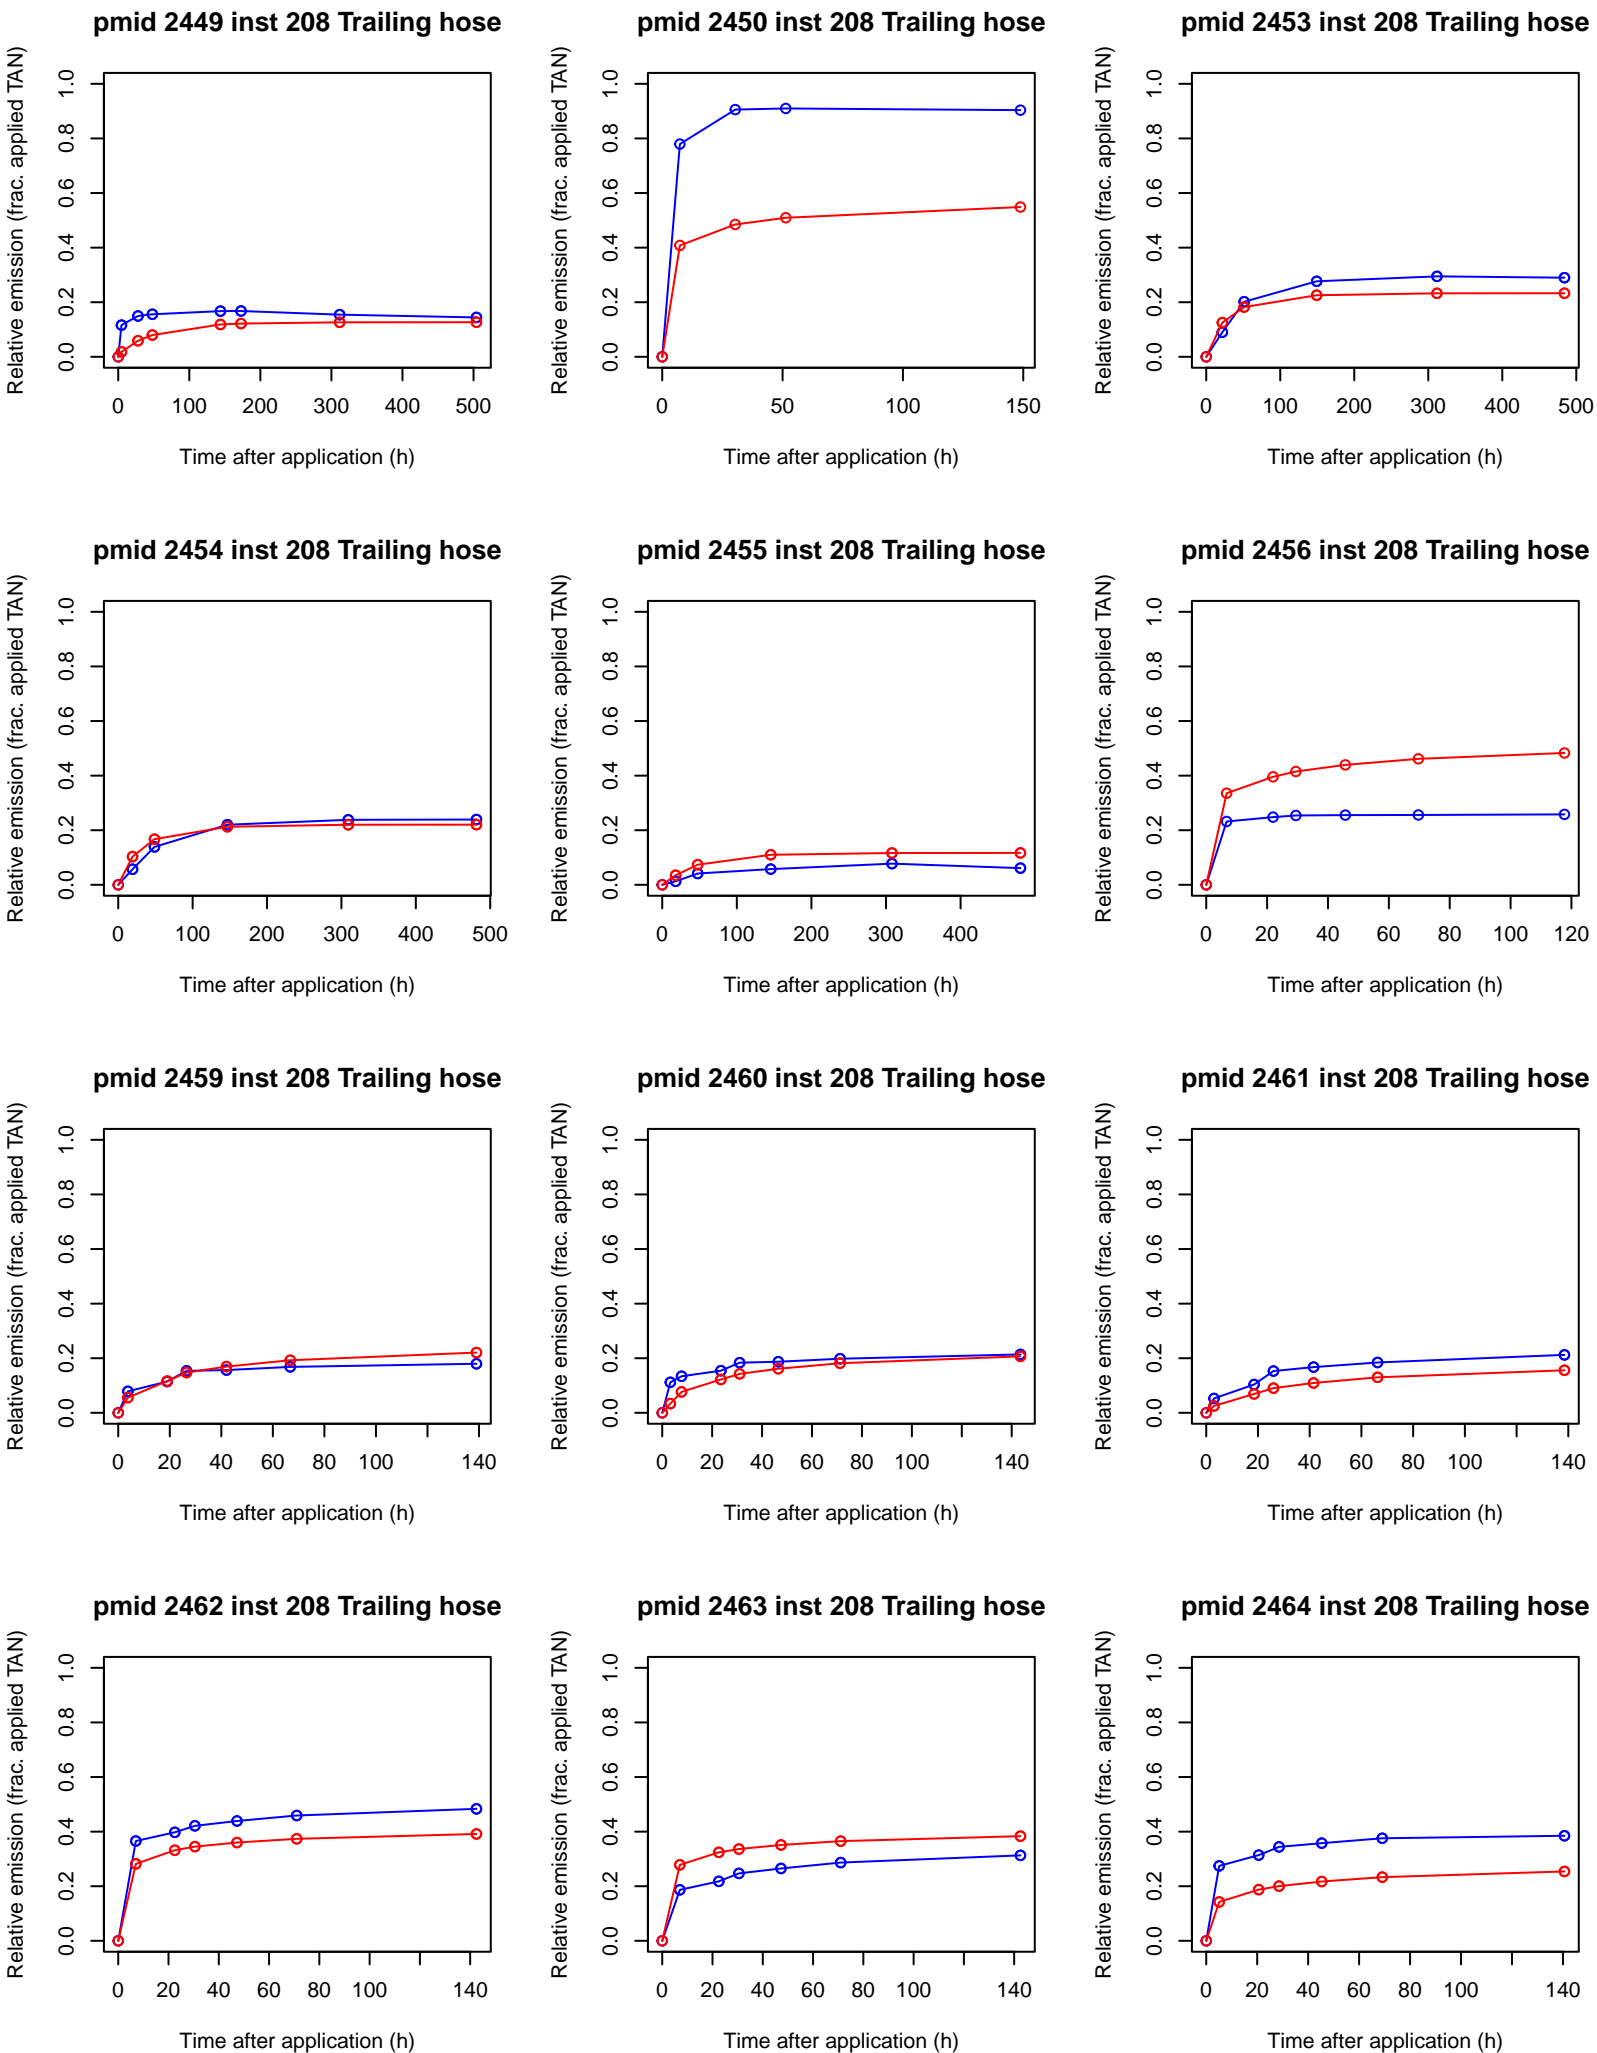 pmid 2449 inst 208 Trailing hose
Relative emission (frac. applied TAN)
0.0 0.2 0.4 0.6 0.8 1.0
0 100 200 300 400 500
Time after application (h)
pmid 2450 inst 208 Trailing hose
Relative emission (frac. applied TAN)
0.0 0.2 0.4 0.6 0.8 1.0
0 50 100 150
Time after application (h)
pmid 2453 inst 208 Trailing hose
Relative emission (frac. applied TAN)
0.0 0.2 0.4 0.6 0.8 1.0
0 100 200 300 400 500
Time after application (h)
pmid 2454 inst 208 Trailing hose
Relative emission (frac. applied TAN)
0.0 0.2 0.4 0.6 0.8 1.0
0 100 200 300 400 500
Time after application (h)
pmid 2455 inst 208 Trailing hose
Relative emission (frac. applied TAN)
0.0 0.2 0.4 0.6 0.8 1.0
0 100 200 300 400
Time after application (h)
pmid 2456 inst 208 Trailing hose
Relative emission (frac. applied TAN)
0.0 0.2 0.4 0.6 0.8 1.0
0 20 40 60 80 100 120
Time after application (h)
pmid 2459 inst 208 Trailing hose
Relative emission (frac. applied TAN)
0.0 0.2 0.4 0.6 0.8 1.0
0 20 40 60 80 100 140
Time after application (h)
pmid 2460 inst 208 Trailing hose
Relative emission (frac. applied TAN)
0.0 0.2 0.4 0.6 0.8 1.0
0 20 40 60 80 100 140
Time after application (h)
pmid 2461 inst 208 Trailing hose
Relative emission (frac. applied TAN)
0.0 0.2 0.4 0.6 0.8 1.0
0 20 40 60 80 100 140
Time after application (h)
pmid 2462 inst 208 Trailing hose
Relative emission (frac. applied TAN)
0.0 0.2 0.4 0.6 0.8 1.0
0 20 40 60 80 100 140
Time after application (h)
pmid 2463 inst 208 Trailing hose
Relative emission (frac. applied TAN)
0.0 0.2 0.4 0.6 0.8 1.0
0 20 40 60 80 100 140
Time after application (h)
pmid 2464 inst 208 Trailing hose
Relative emission (frac. applied TAN)
0.0 0.2 0.4 0.6 0.8 1.0
0 20 40 60 80 100 140
Time after application (h)